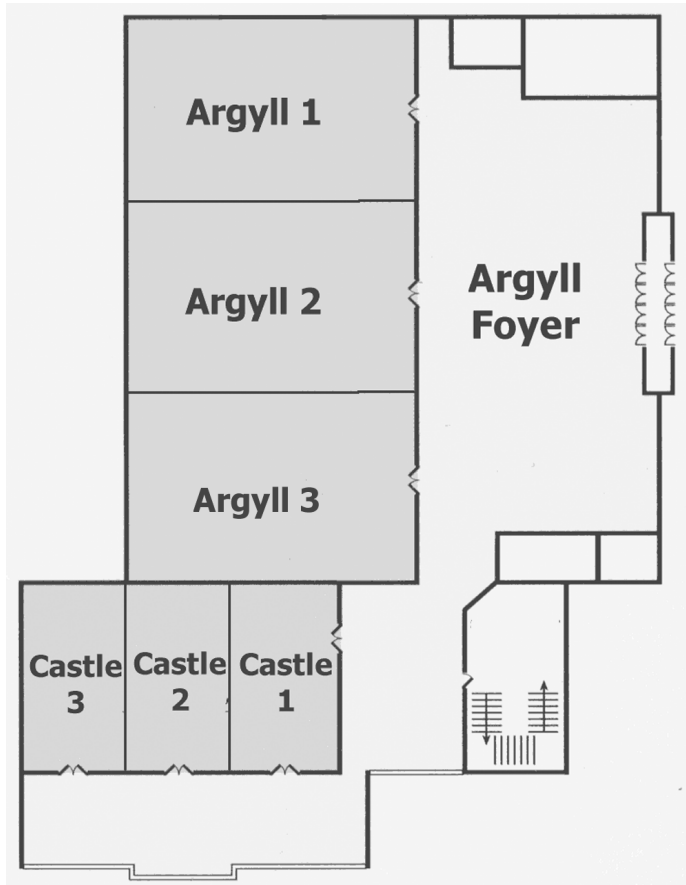 Argyll 1
Argyll 2
Argyll
Foyer
Argyll 3
Castle
3
Castle
2
Castle
1